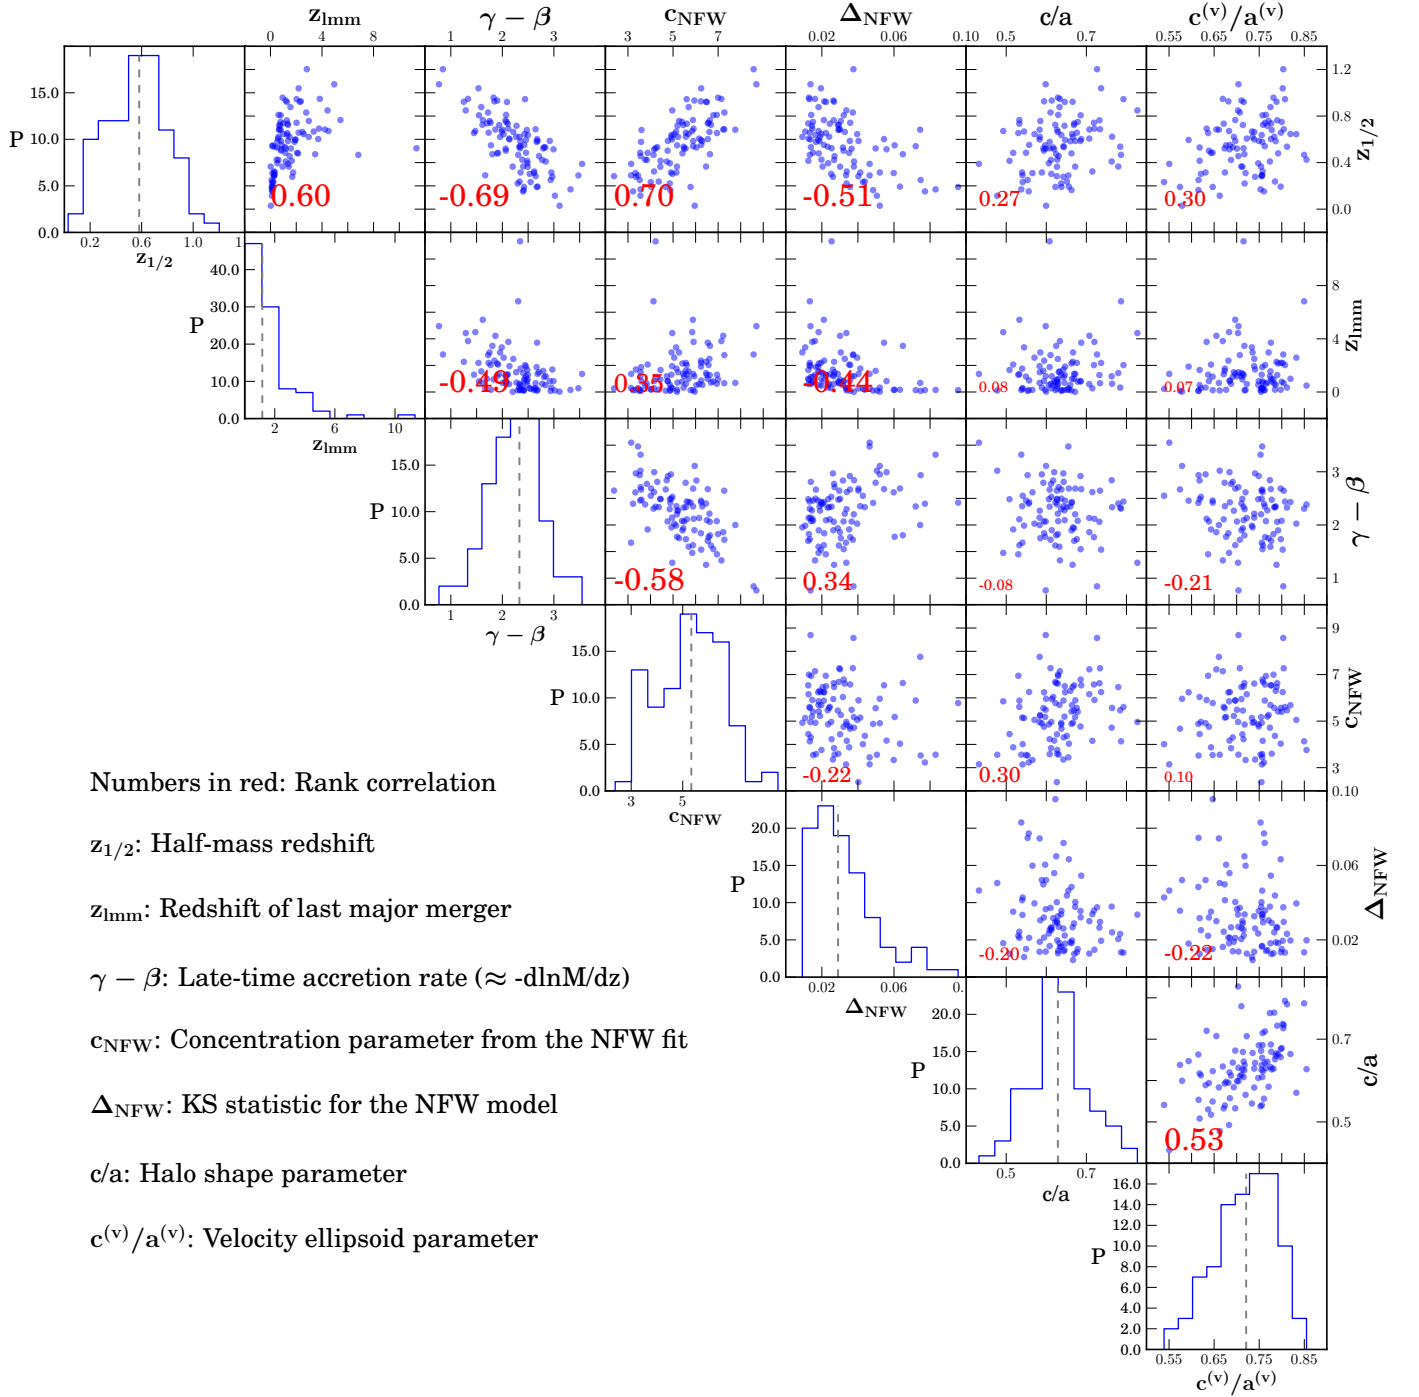 z_lmm γ − β c_NFW Δ_NFW c/a c^(v)/a^(v)
0 4 8 1 2 3 3 5 7 0.02 0.06 0.10 0.5 0.7 0.55 0.65 0.75 0.85
P 15.0 10.0 5.0 0.0
0.2 0.6 1.0
z_1/2
0.60 -0.69 0.70 -0.51 0.27 0.30
1.2 0.8 0.4 0.0 z_1/2
P 1 40.0 30.0 20.0 10.0 0.0
2 6 10
z_lmm
-0.49 0.35 -0.44 0.08 0.07
8 4 0 z_lmm
P 15.0 10.0 5.0 0.0
1 2 3
γ − β
-0.58 0.34 -0.08 -0.21
3 2 1 γ − β
P 15.0 10.0 5.0 0.0
3 5
c_NFW
-0.22 0.30 0.10
9 7 5 3 c_NFW
P 20.0 15.0 10.0 5.0 0.0
0.02 0.06 0.
Δ_NFW
-0.20 -0.22
0.10 0.06 0.02 Δ_NFW
P 20.0 15.0 10.0 5.0 0.0
0.5 0.7
c/a
0.53
0.7 0.5 c/a
P 16.0 14.0 12.0 10.0 8.0 6.0 4.0 2.0 0.0
0.55 0.65 0.75 0.85
c^(v)/a^(v)
Numbers in red: Rank correlation
z_1/2: Half-mass redshift
z_lmm: Redshift of last major merger
γ − β: Late-time accretion rate (≈ -dlnM/dz)
c_NFW: Concentration parameter from the NFW fit
Δ_NFW: KS statistic for the NFW model
c/a: Halo shape parameter
c^(v)/a^(v): Velocity ellipsoid parameter